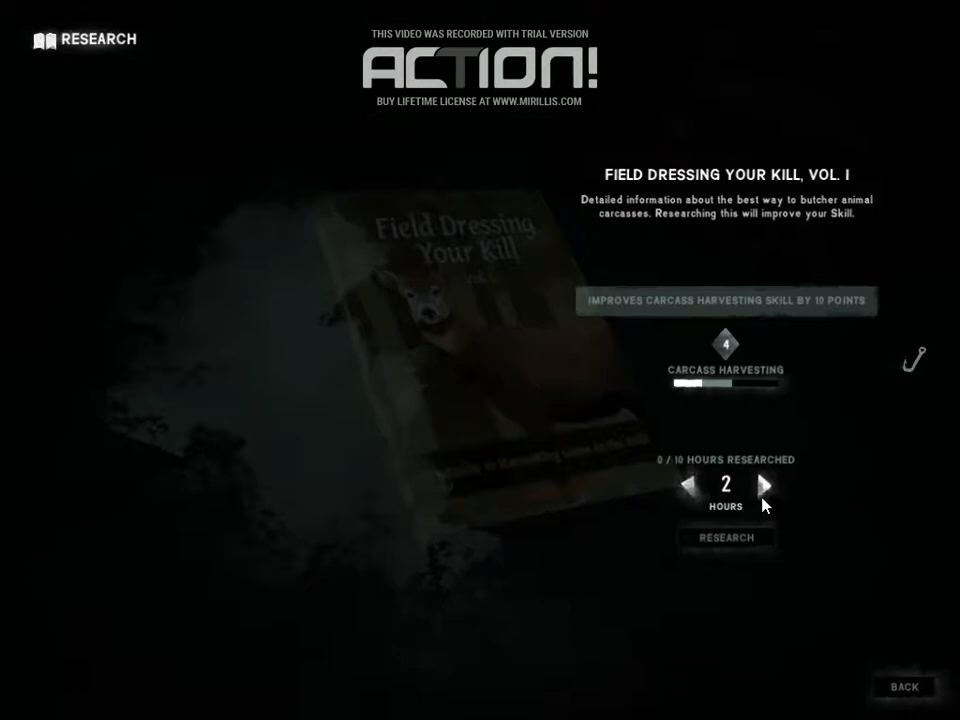 RESEARCH
THIS VIDEO WAS RECORDED WITH TRIAL VERSION
ACTION!
BUY LIFETIME LICENSE AT WWW.MIRILLIS.COM
FIELD DRESSING YOUR KILL, VOL. I
Detailed information about the best way to butcher animal
carcasses. Researching this will improve your Skill.
Field Dressing
Your Kill
IMPROVES CARCASS HARVESTING SKILL BY 10 POINTS
4
CARCASS HARVESTING
0 / 10 HOURS RESEARCHED
2
HOURS
RESEARCH
BACK